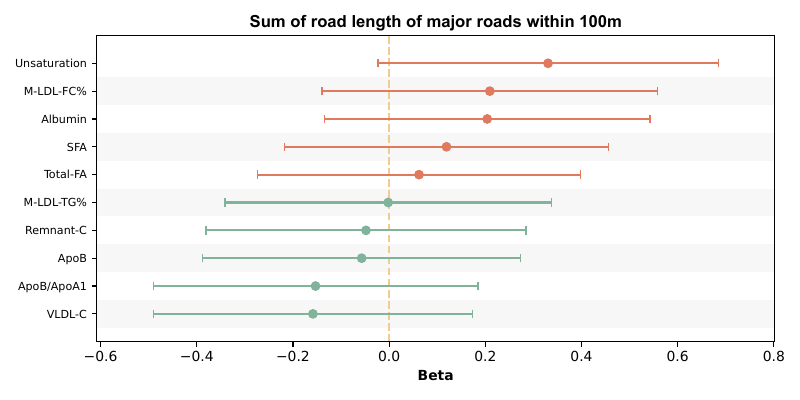 Sum of road length of major roads within 100m
Unsaturation
M-LDL-FC%
Albumin
SFA
Total-FA
M-LDL-TG%
Remnant-C
ApoB
ApoB/ApoA1
VLDL-C
−0.6 −0.4 −0.2 0.0 0.2 0.4 0.6 0.8
Beta